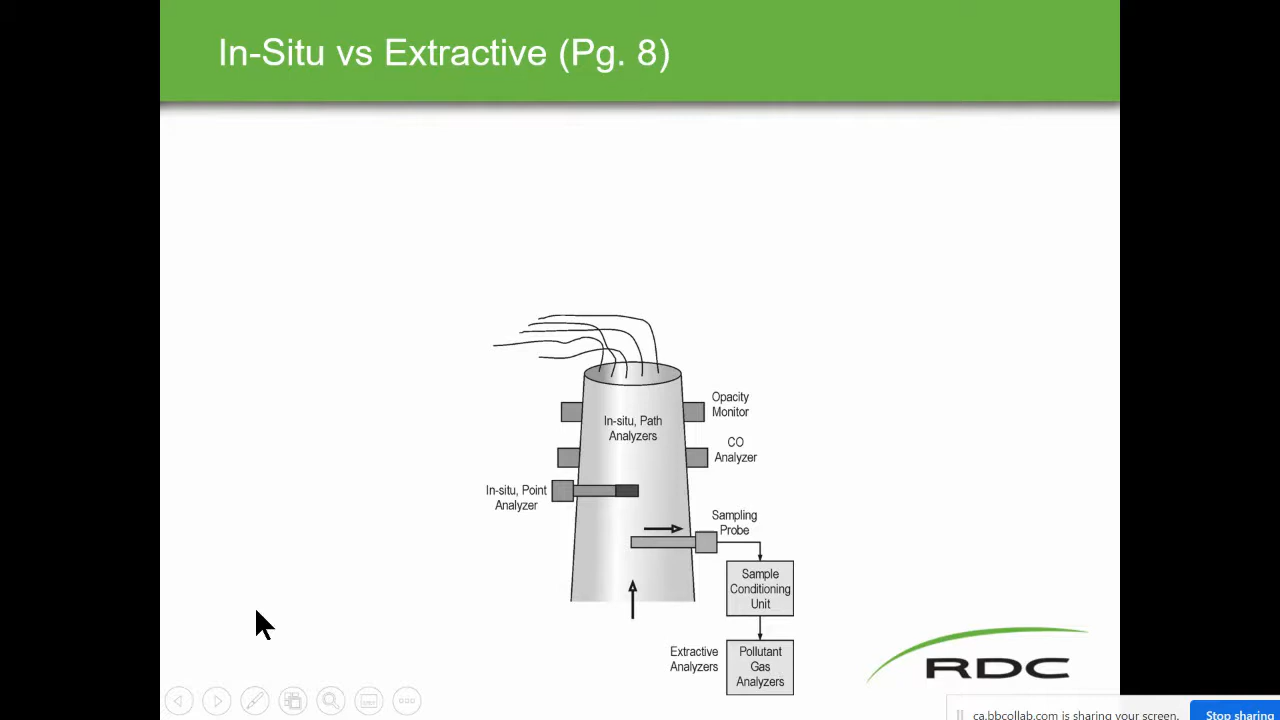 In-Situ vs Extractive (Pg. 8)
Opacity
Monitor
In-situ, Path
Analyzers
CO
Analyzer
In-situ, Point
Analyzer
Sampling
Probe
Sample
Conditioning
Unit
Extractive
Analyzers
Pollutant
Gas
Analyzers
RDC
ca.bbcollab.com is sharing your screen.
Stop sharing